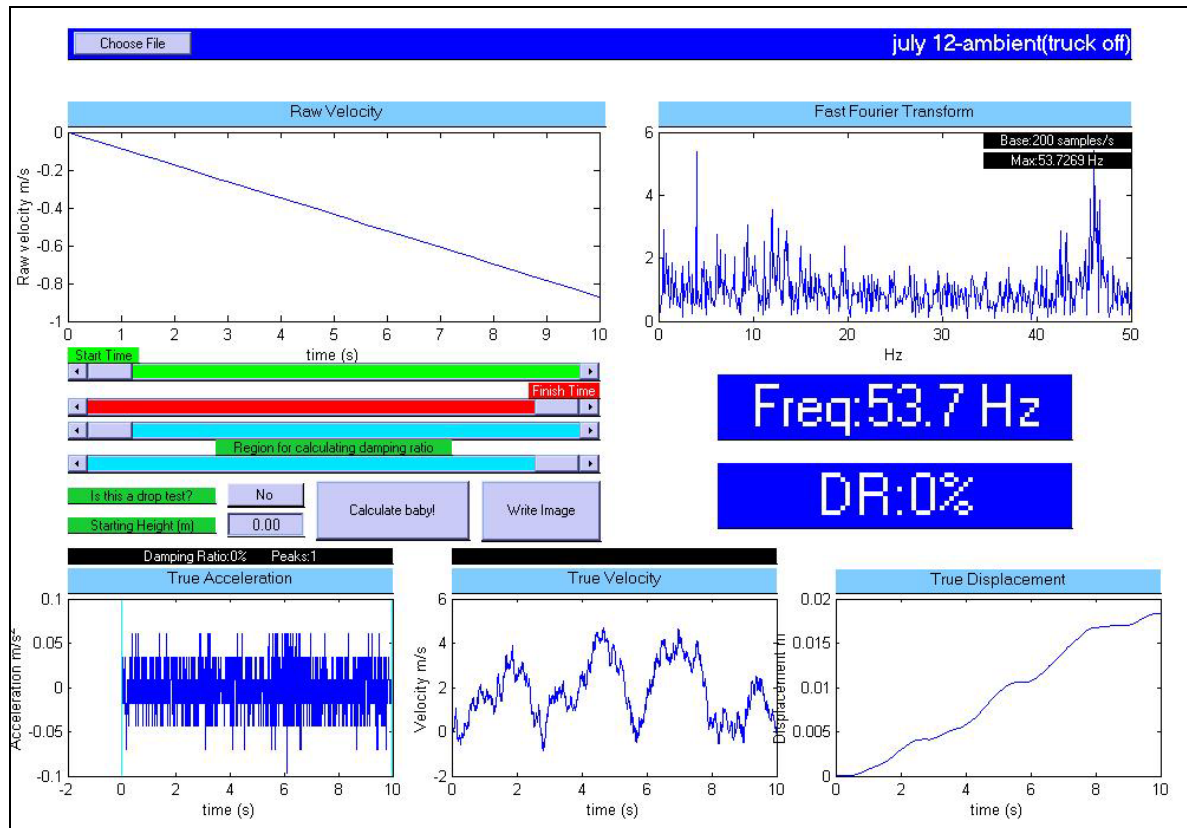 Choose File
july 12-ambient(truck off)
Raw Velocity
0
-0.2
-0.4
-0.6
-0.8
-1
Raw velocity m/s
0 1 2 3 4 5 6 7 8 9 10
time (s)
Fast Fourier Transform
Base:200 samples/s
Max:53.7269 Hz
6
4
2
0
0 10 20 30 40 50
Hz
Start Time
Finish Time
Region for calculating damping ratio
Freq:53.7 Hz
DR:0%
Is this a drop test?
No
Starting Height (m)
0.00
Calculate baby!
Write Image
Damping Ratio:0% Peaks:1
True Acceleration
0.1
0.05
0
-0.05
-0.1
Acceleration m/s²
-2 0 2 4 6 8 10
time (s)
True Velocity
6
4
2
0
-2
Velocity m/s
0 2 4 6 8 10
time (s)
True Displacement
0.02
0.015
0.01
0.005
0
Displacement m
0 2 4 6 8 10
time (s)